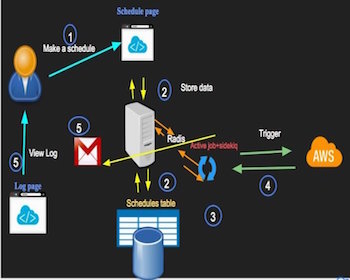 Schedule page
1
Make a schedule
2
Store data
5
5
Radis
Active job+sidekiq
Trigger
AWS
View Log
Log page
2
4
Schedules table
3